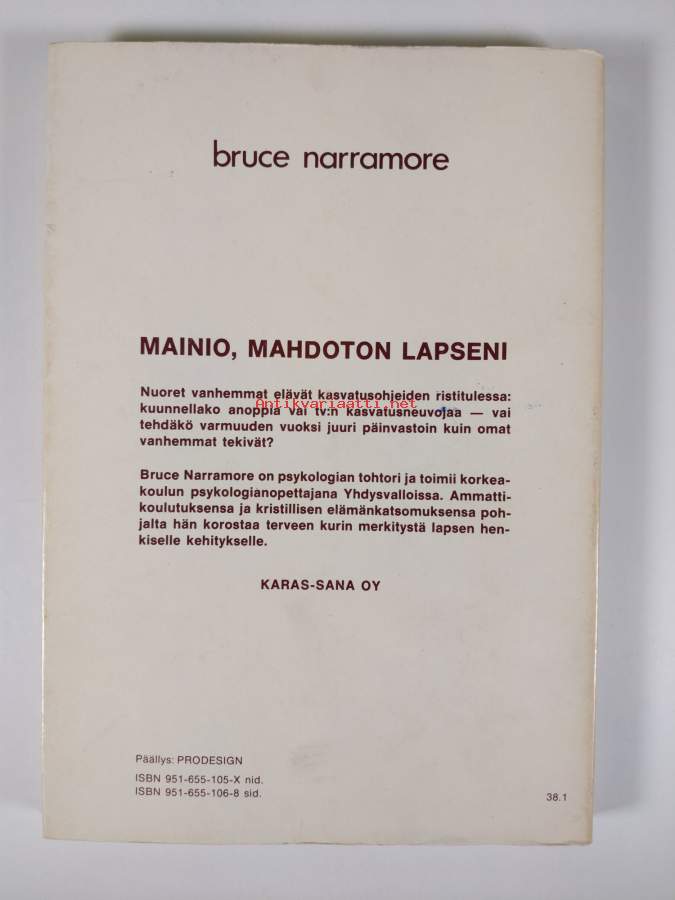 bruce narramore
MAINIO, MAHDOTON LAPSENI
Nuoret vanhemmat elävät kasvatusohjeiden ristitulessa:
Antikvariaatti.net
kuunnellako anoppia vai tv:n kasvatusneuvojaa — vai
tehdäkö varmuuden vuoksi juuri päinvastoin kuin omat
vanhemmat tekivät?
Bruce Narramore on psykologian tohtori ja toimii korkea-
koulun psykologianopettajana Yhdysvalloissa. Ammatti-
koulutuksensa ja kristillisen elämänkatsomuksensa poh-
jalta hän korostaa terveen kurin merkitystä lapsen hen-
kiselle kehitykselle.
KARAS-SANA OY
Päällys: PRODESIGN
ISBN 951-655-105-X nid.
ISBN 951-655-106-8 sid.
38.1